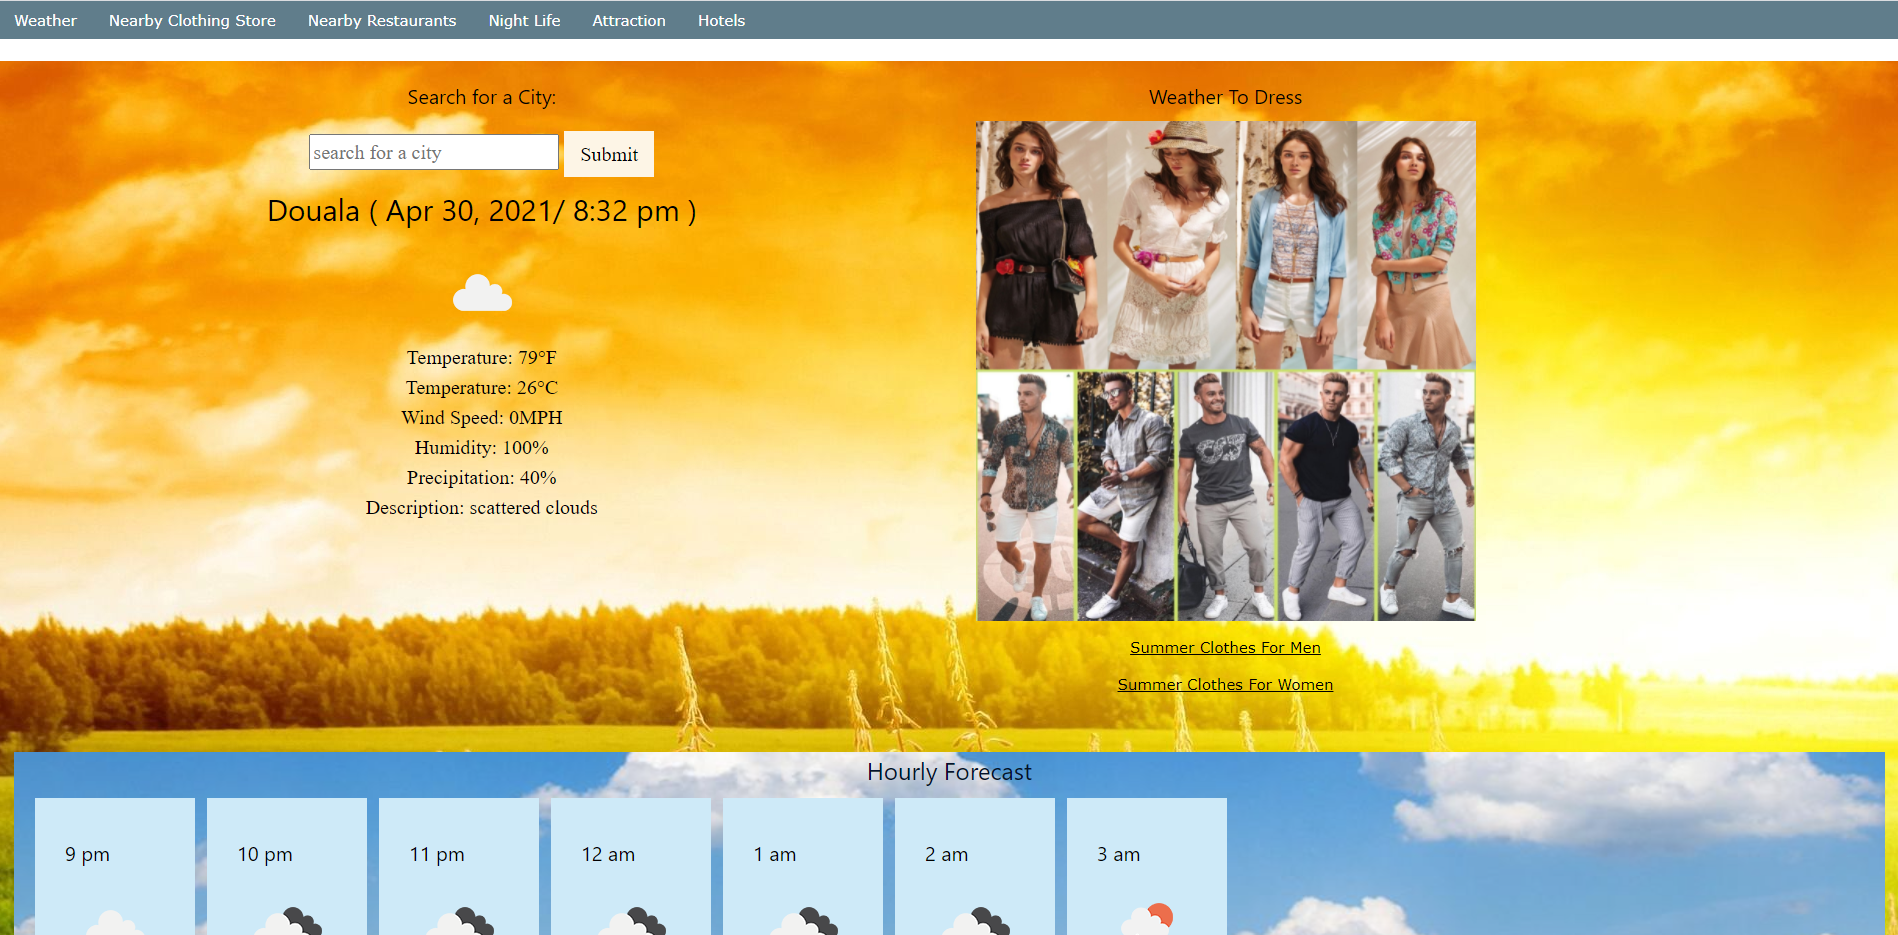 Weather Nearby Clothing Store Nearby Restaurants Night Life Attraction Hotels
Search for a City:
search for a city Submit
Douala ( Apr 30, 2021/ 8:32 pm )
Temperature: 79°F
Temperature: 26°C
Wind Speed: 0MPH
Humidity: 100%
Precipitation: 40%
Description: scattered clouds
Weather To Dress
Summer Clothes For Men
Summer Clothes For Women
Hourly Forecast
9 pm 10 pm 11 pm 12 am 1 am 2 am 3 am